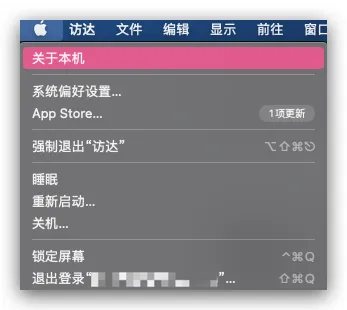 访达 文件 编辑 显示 前往 窗口
关于本机
系统偏好设置...
App Store... 1项更新
强制退出“访达” ⌥⇧⌘⎋
睡眠
重新启动...
关机...
锁定屏幕 ^⌘Q
退出登录“ ”... ⇧⌘Q